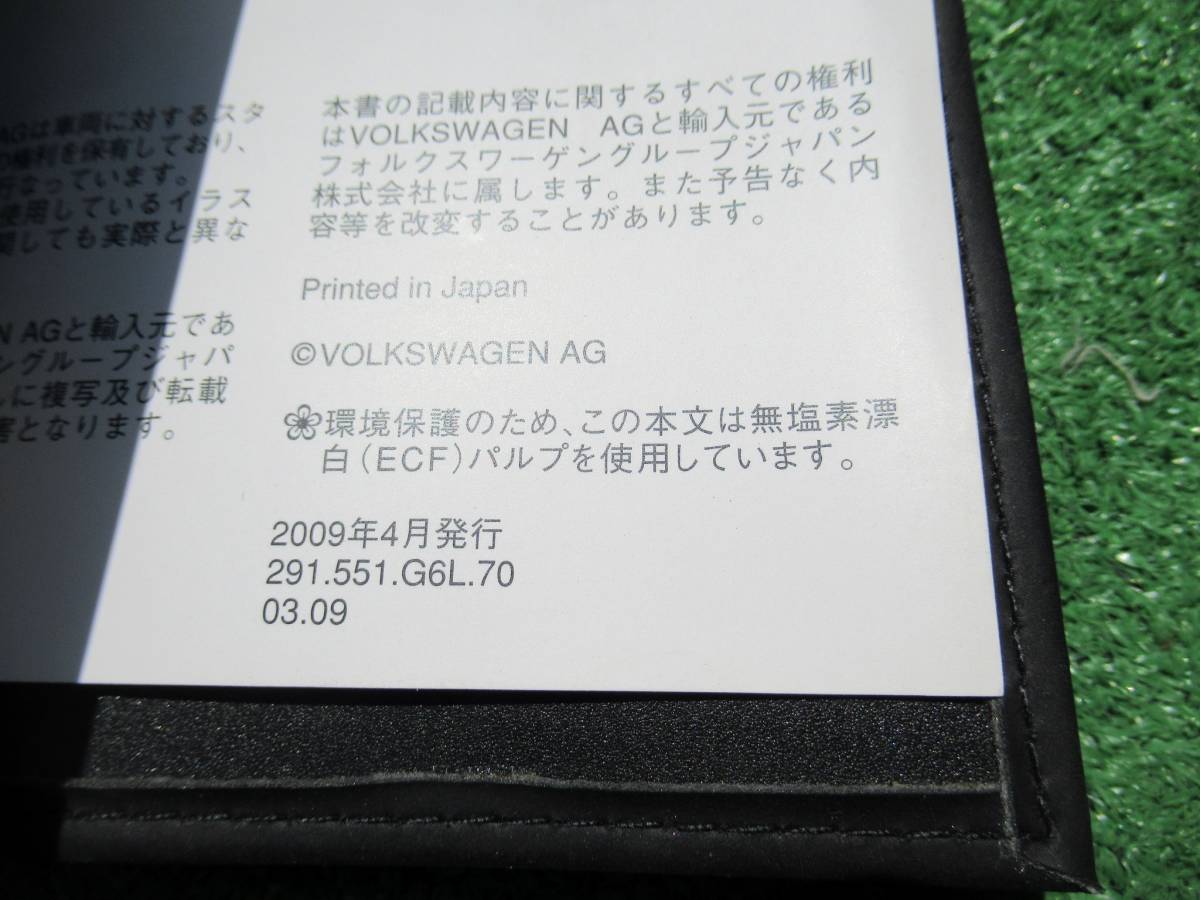 AGは車両に対するスタ
の権利を保有しており、
行なっています。
使用しているイラス
関しても実際と異な
EN AGと輸入元であ
ングループジャパ
しに複写及び転載
害となります。
本書の記載内容に関するすべての権利
はVOLKSWAGEN　AGと輸入元である
フォルクスワーゲングループジャパン
株式会社に属します。また予告なく内
容等を改変することがあります。
Printed in Japan
©VOLKSWAGEN AG
環境保護のため、この本文は無塩素漂
白(ECF)パルプを使用しています。
2009年4月発行
291.551.G6L.70
03.09